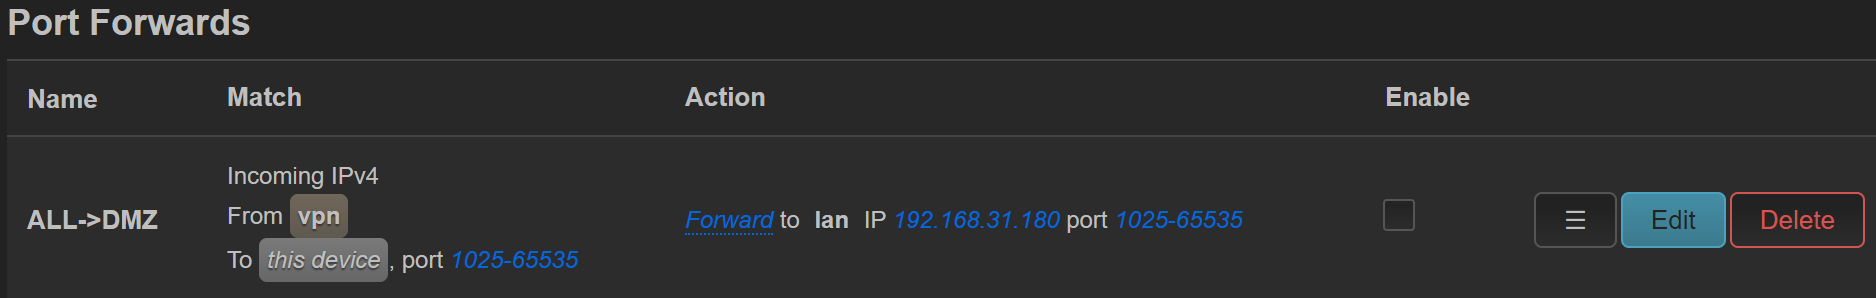 Port Forwards
Name Match Action Enable
Incoming IPv4
From vpn
To this device, port 1025-65535
ALL->DMZ
Forward to lan IP 192.168.31.180 port 1025-65535
☰ Edit Delete